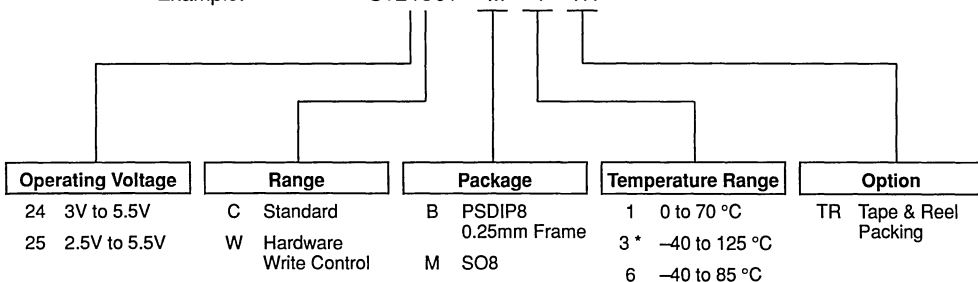 Operating Voltage Range Package Temperature Range Option
24 3V to 5.5V
25 2.5V to 5.5V
C Standard
W Hardware
Write Control
B PSDIP8
0.25mm Frame
M SO8
1 0 to 70 °C
3 * –40 to 125 °C
6 –40 to 85 °C
TR Tape & Reel
Packing